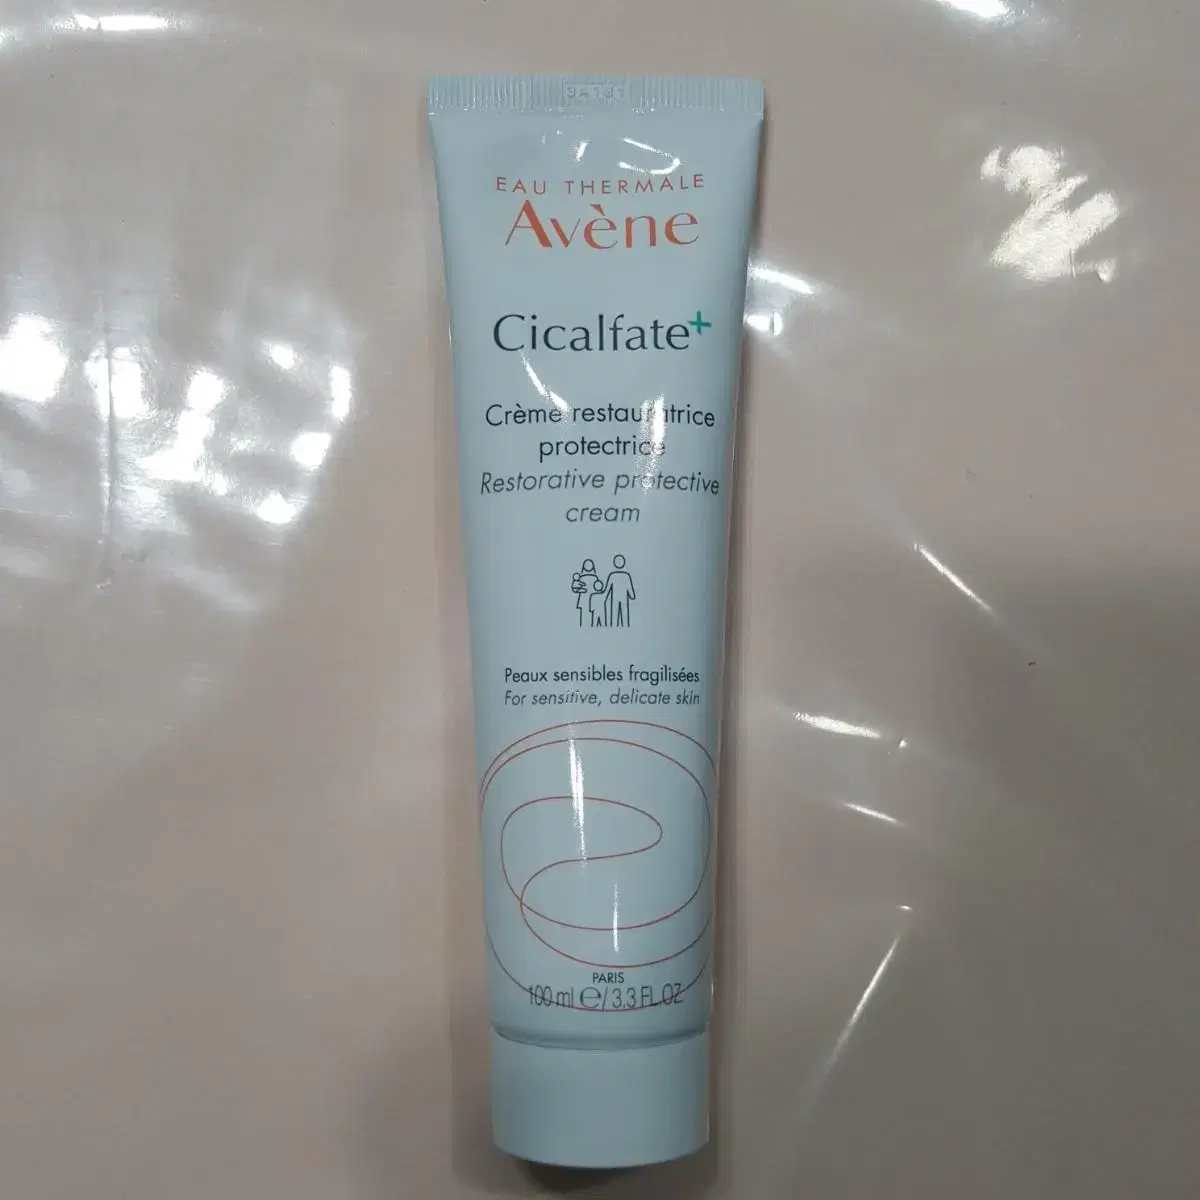 EAU THERMALE
Avène
Cicalfate+
Crème restauratrice
protectrice
Restorative protective
cream
Peaux sensibles fragilisées
For sensitive, delicate skin
PARIS
100 ml ℮/3.3 FL.OZ.